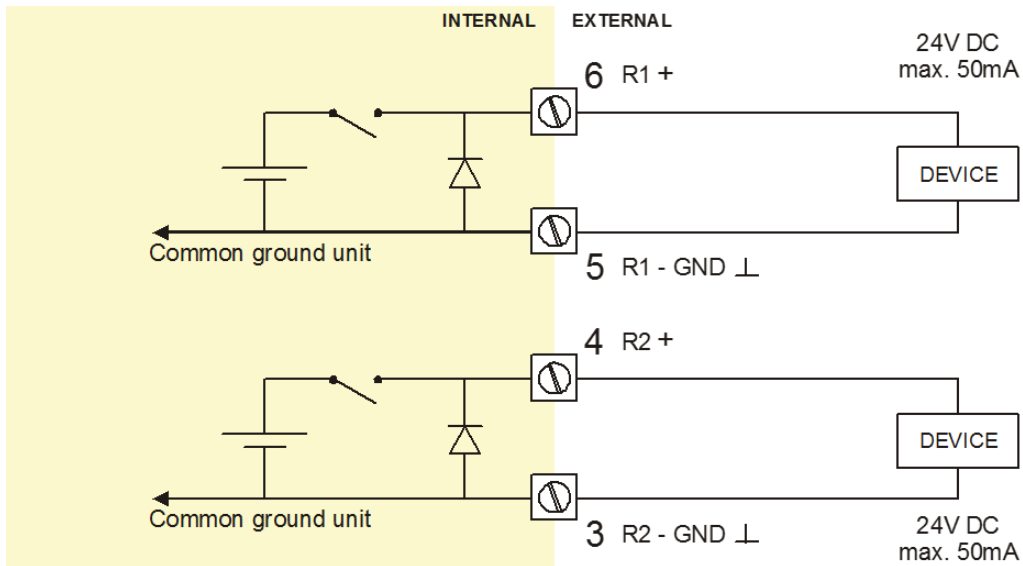 INTERNAL EXTERNAL
24V DC
max. 50mA
6 R1 +
DEVICE
Common ground unit
5 R1 - GND ⊥
4 R2 +
DEVICE
Common ground unit
3 R2 - GND ⊥
24V DC
max. 50mA